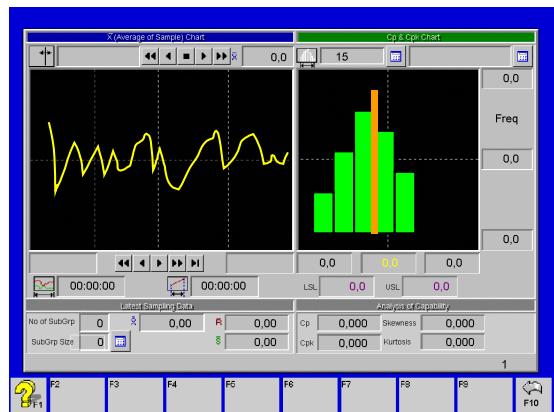 X̿ (Average of Sample) Chart
Cp & Cpk Chart
X̿ 0,0
15
0,0
Freq
0,0
0,0
0,0 0,0 0,0
00:00:00 00:00:00
LSL 0,0 USL 0,0
Latest Sampling Data
Analysis of Capability
No of SubGrp 0 X̿ 0,00 R̅ 0,00
Cp 0,000 Skewness 0,000
SubGrp Size 0 S̅ 0,00
Cpk 0,000 Kurtosis 0,000
1
F1 F2 F3 F4 F5 F6 F7 F8 F9 F10